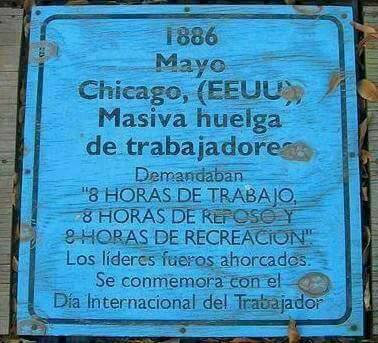 1886
Mayo
Chicago, (EEUU),
Masiva huelga
de trabajadores
Demandaban
"8 HORAS DE TRABAJO,
8 HORAS DE REPOSO Y
8 HORAS DE RECREACION".
Los líderes fueros ahorcados.
Se conmemora con el
Día Internacional del Trabajador